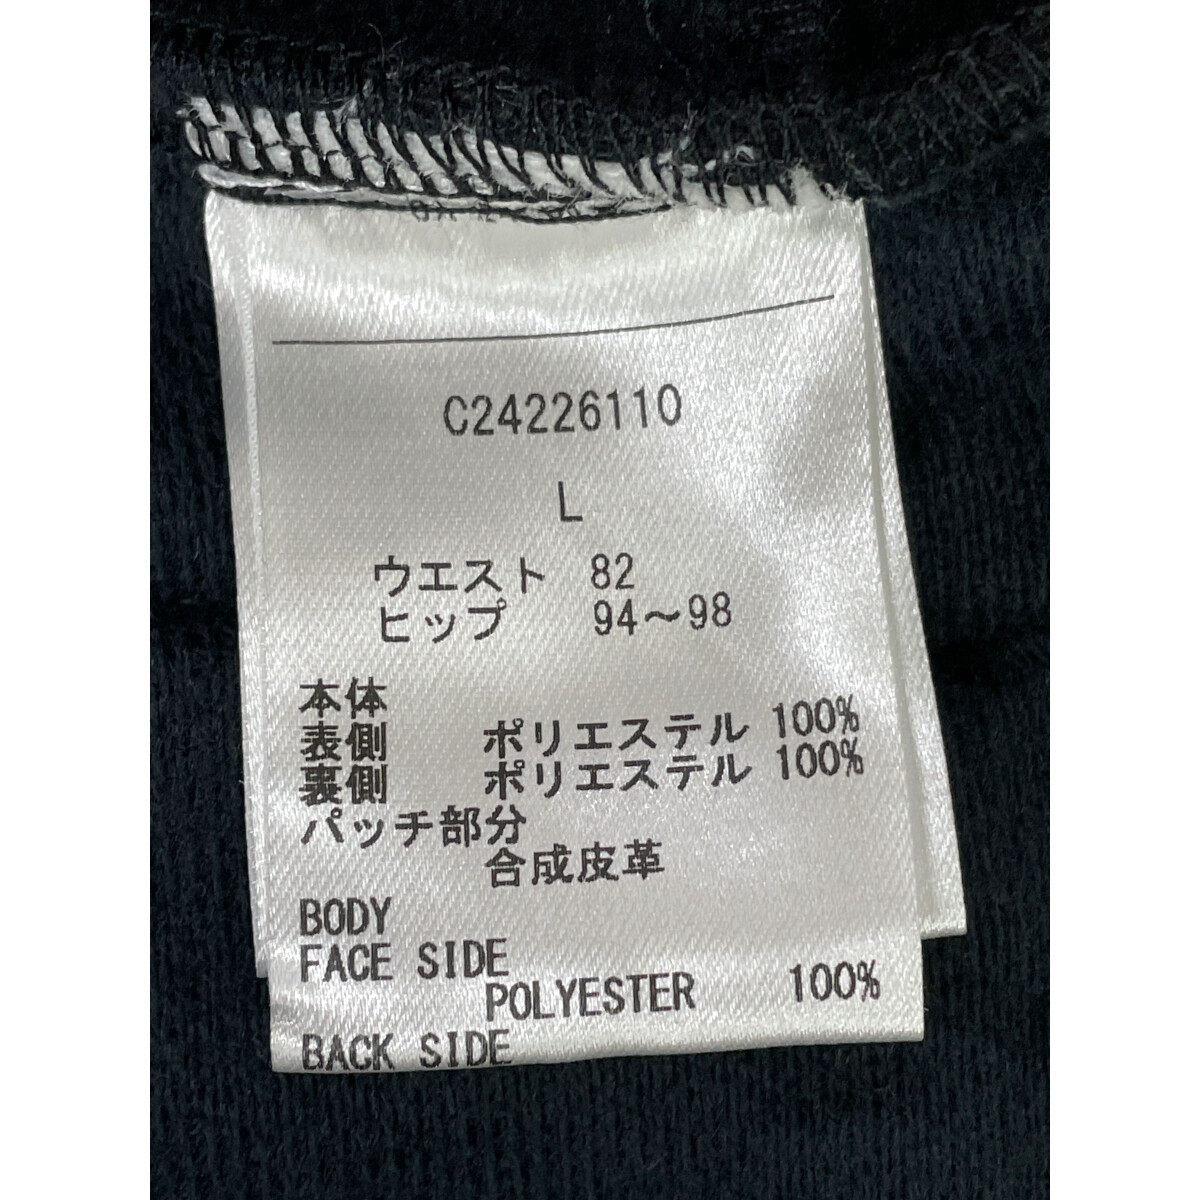 C24226110
L
ウエスト 82
ヒップ 94～98
本体
表側 ポリエステル 100%
裏側 ポリエステル 100%
パッチ部分
合成皮革
BODY
FACE SIDE
POLYESTER 100%
BACK SIDE